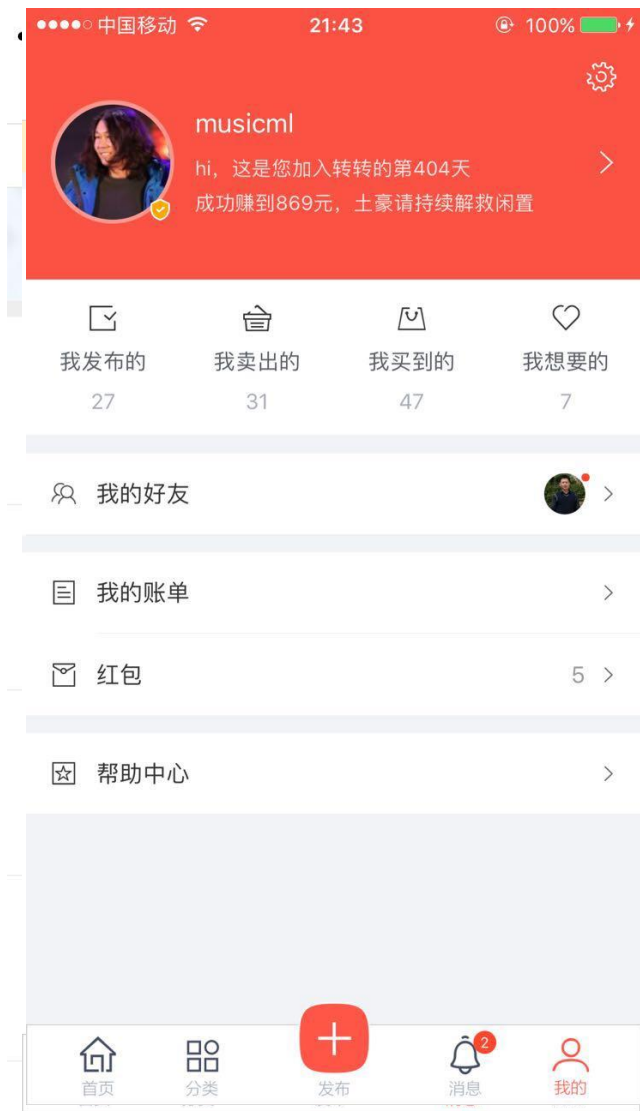 中国移动 21:43 100%
musicml
hi，这是您加入转转的第404天
成功赚到869元，土豪请持续解救闲置
我发布的 我卖出的 我买到的 我想要的
27 31 47 7
我的好友
我的账单
红包 5
帮助中心
2
首页 分类 发布 消息 我的